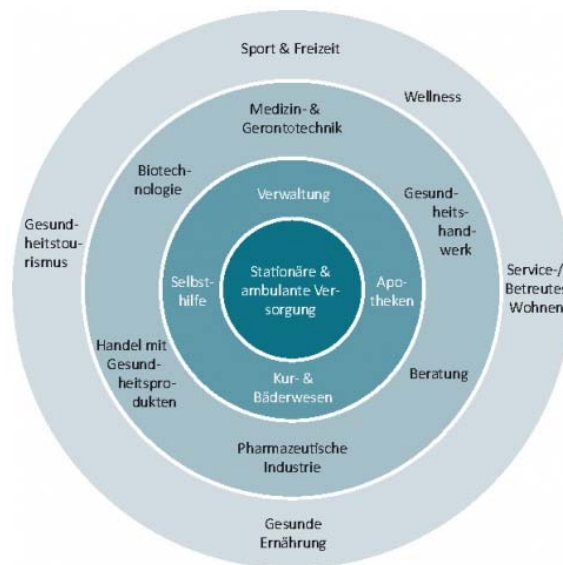 Sport & Freizeit
Wellness
Medizin- &
Gerontotechnik
Biotech-
nologie
Verwaltung
Gesund-
heits-
hand-
werk
Gesund-
heitstou-
rismus
Selbst-
hilfe
Stationäre &
ambulante Ver-
sorgung
Apo-
theken
Service-/
Betreutes
Wohnen
Handel mit
Gesund-
heitspro-
dukten
Kur- &
Bäderwesen
Beratung
Pharmazeutische
Industrie
Gesunde
Ernährung